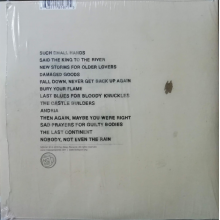 SUCH SMALL HANDS
SAID THE KING TO THE RIVER
NEW STORMS FOR OLDER LOVERS
DAMAGED GOODS
FALL DOWN, NEVER GET BACK UP AGAIN
BURY YOUR FLAME
LAST BLUES FOR BLOODY KNUCKLES
THE CASTLE BUILDERS
ANDRIA
THEN AGAIN, MAYBE YOU WERE RIGHT
SAD PRAYERS FOR GUILTY BODIES
THE LAST CONTINENT
NOBODY, NOT EVEN THE RAIN